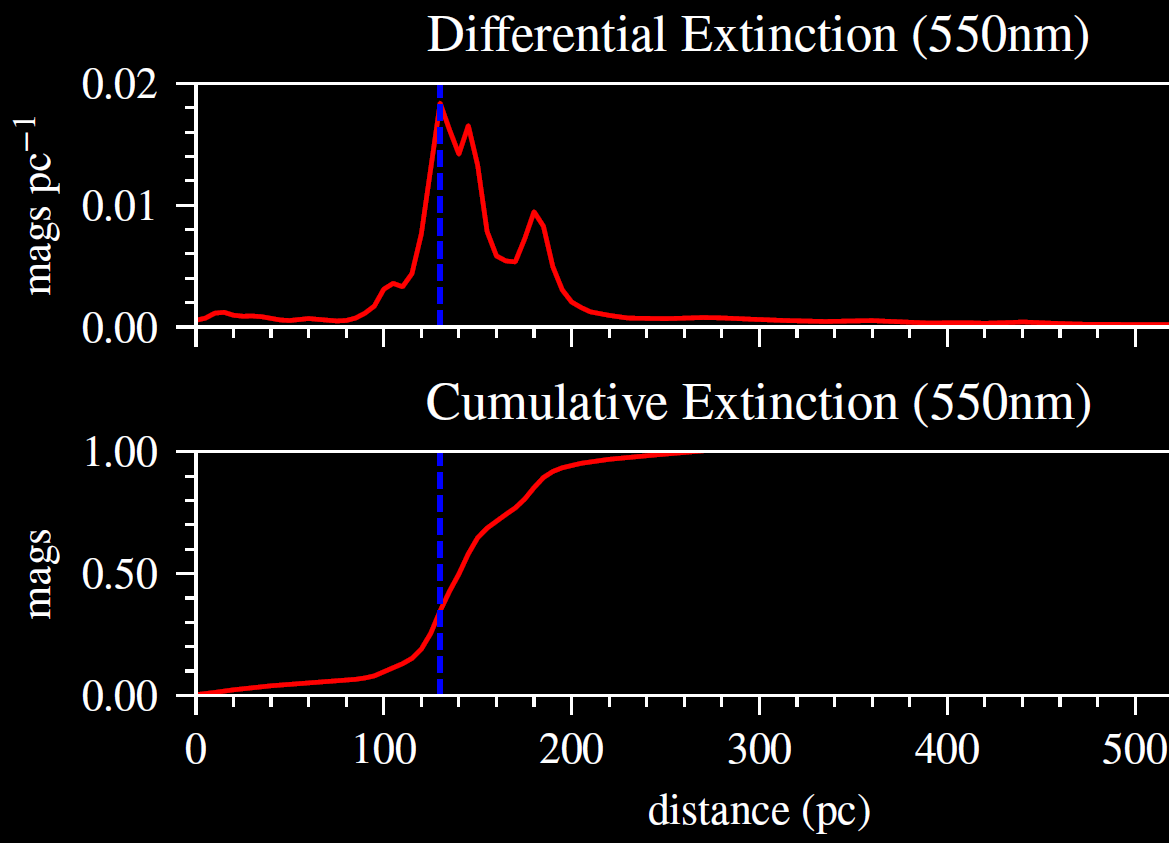 Differential Extinction (550nm)
mags pc−1
0.02
0.01
0.00
Cumulative Extinction (550nm)
mags
1.00
0.50
0.00
0 100 200 300 400 500
distance (pc)